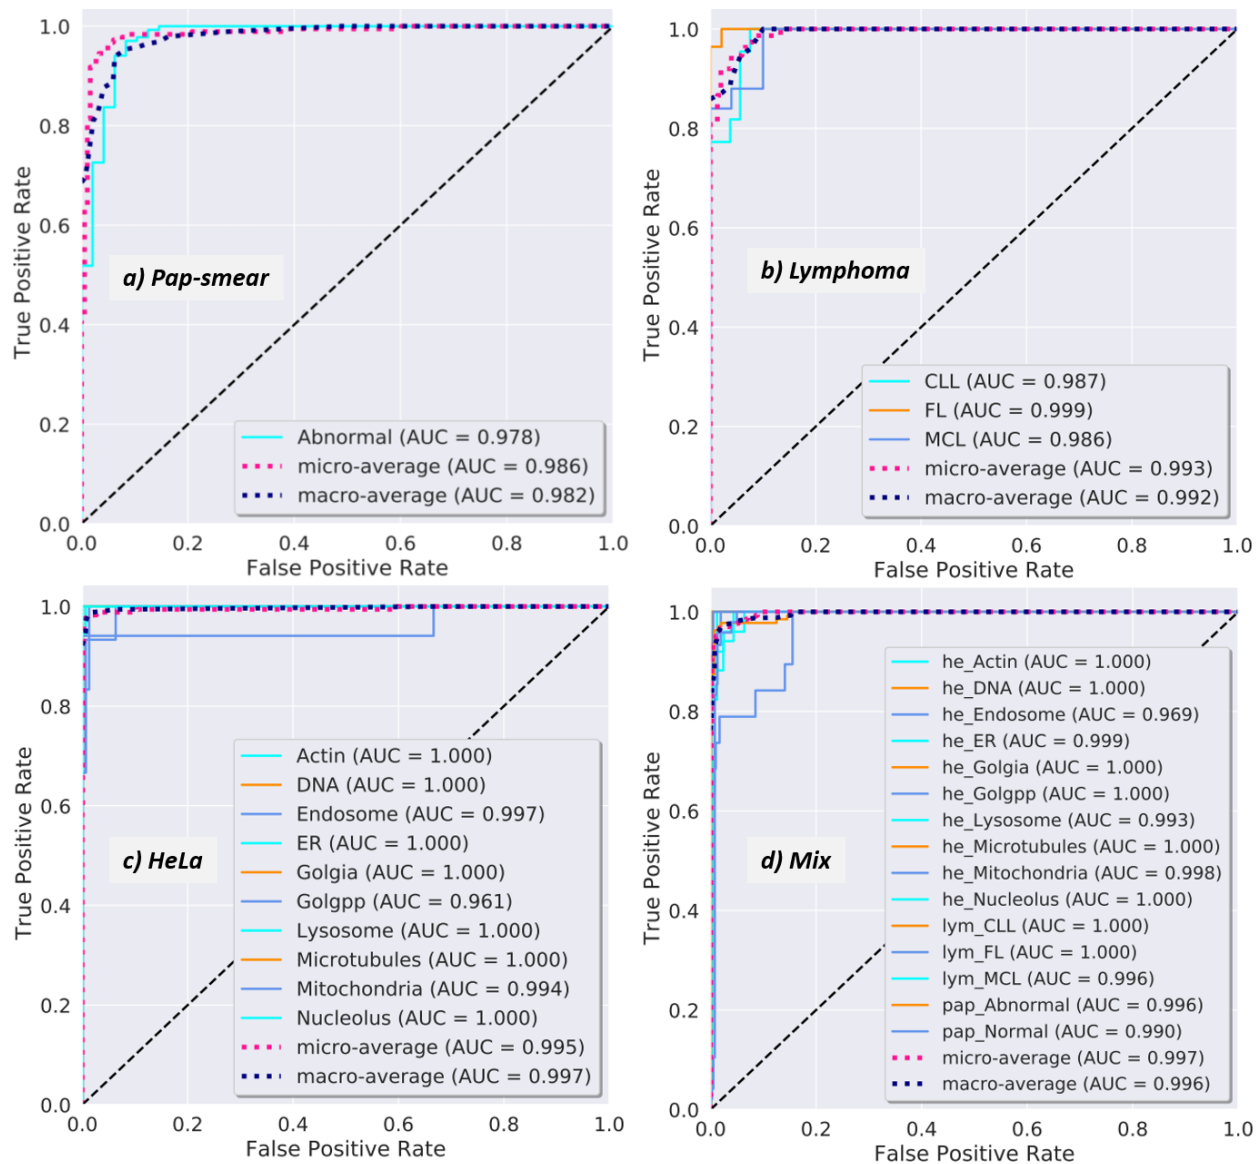 1.0
0.8
0.6
0.4
0.2
0.0
True Positive Rate
a) Pap-smear
Abnormal (AUC = 0.978)
micro-average (AUC = 0.986)
macro-average (AUC = 0.982)
0.0 0.2 0.4 0.6 0.8 1.0
False Positive Rate
1.0
0.8
0.6
0.4
0.2
0.0
True Positive Rate
b) Lymphoma
CLL (AUC = 0.987)
FL (AUC = 0.999)
MCL (AUC = 0.986)
micro-average (AUC = 0.993)
macro-average (AUC = 0.992)
0.0 0.2 0.4 0.6 0.8 1.0
False Positive Rate
1.0
0.8
0.6
0.4
0.2
0.0
True Positive Rate
c) HeLa
Actin (AUC = 1.000)
DNA (AUC = 1.000)
Endosome (AUC = 0.997)
ER (AUC = 1.000)
Golgia (AUC = 1.000)
Golgpp (AUC = 0.961)
Lysosome (AUC = 1.000)
Microtubules (AUC = 1.000)
Mitochondria (AUC = 0.994)
Nucleolus (AUC = 1.000)
micro-average (AUC = 0.995)
macro-average (AUC = 0.997)
0.0 0.2 0.4 0.6 0.8 1.0
False Positive Rate
1.0
0.8
0.6
0.4
0.2
0.0
True Positive Rate
d) Mix
he_Actin (AUC = 1.000)
he_DNA (AUC = 1.000)
he_Endosome (AUC = 0.969)
he_ER (AUC = 0.999)
he_Golgia (AUC = 1.000)
he_Golgpp (AUC = 1.000)
he_Lysosome (AUC = 0.993)
he_Microtubules (AUC = 1.000)
he_Mitochondria (AUC = 0.998)
he_Nucleolus (AUC = 1.000)
lym_CLL (AUC = 1.000)
lym_FL (AUC = 1.000)
lym_MCL (AUC = 0.996)
pap_Abnormal (AUC = 0.996)
pap_Normal (AUC = 0.990)
micro-average (AUC = 0.997)
macro-average (AUC = 0.996)
0.0 0.2 0.4 0.6 0.8 1.0
False Positive Rate